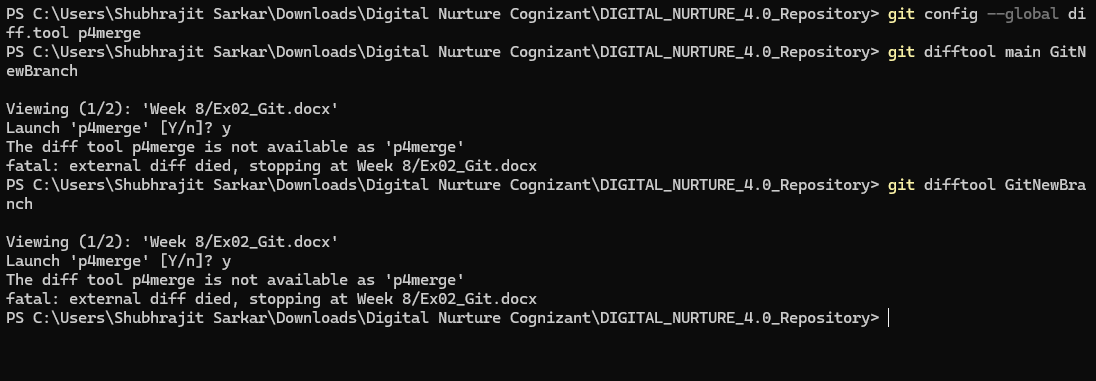 PS C:\Users\Shubhrajit Sarkar\Downloads\Digital Nurture Cognizant\DIGITAL_NURTURE_4.0_Repository> git config --global di
ff.tool p4merge
PS C:\Users\Shubhrajit Sarkar\Downloads\Digital Nurture Cognizant\DIGITAL_NURTURE_4.0_Repository> git difftool main GitN
ewBranch
Viewing (1/2): 'Week 8/Ex02_Git.docx'
Launch 'p4merge' [Y/n]? y
The diff tool p4merge is not available as 'p4merge'
fatal: external diff died, stopping at Week 8/Ex02_Git.docx
PS C:\Users\Shubhrajit Sarkar\Downloads\Digital Nurture Cognizant\DIGITAL_NURTURE_4.0_Repository> git difftool GitNewBra
nch
Viewing (1/2): 'Week 8/Ex02_Git.docx'
Launch 'p4merge' [Y/n]? y
The diff tool p4merge is not available as 'p4merge'
fatal: external diff died, stopping at Week 8/Ex02_Git.docx
PS C:\Users\Shubhrajit Sarkar\Downloads\Digital Nurture Cognizant\DIGITAL_NURTURE_4.0_Repository>